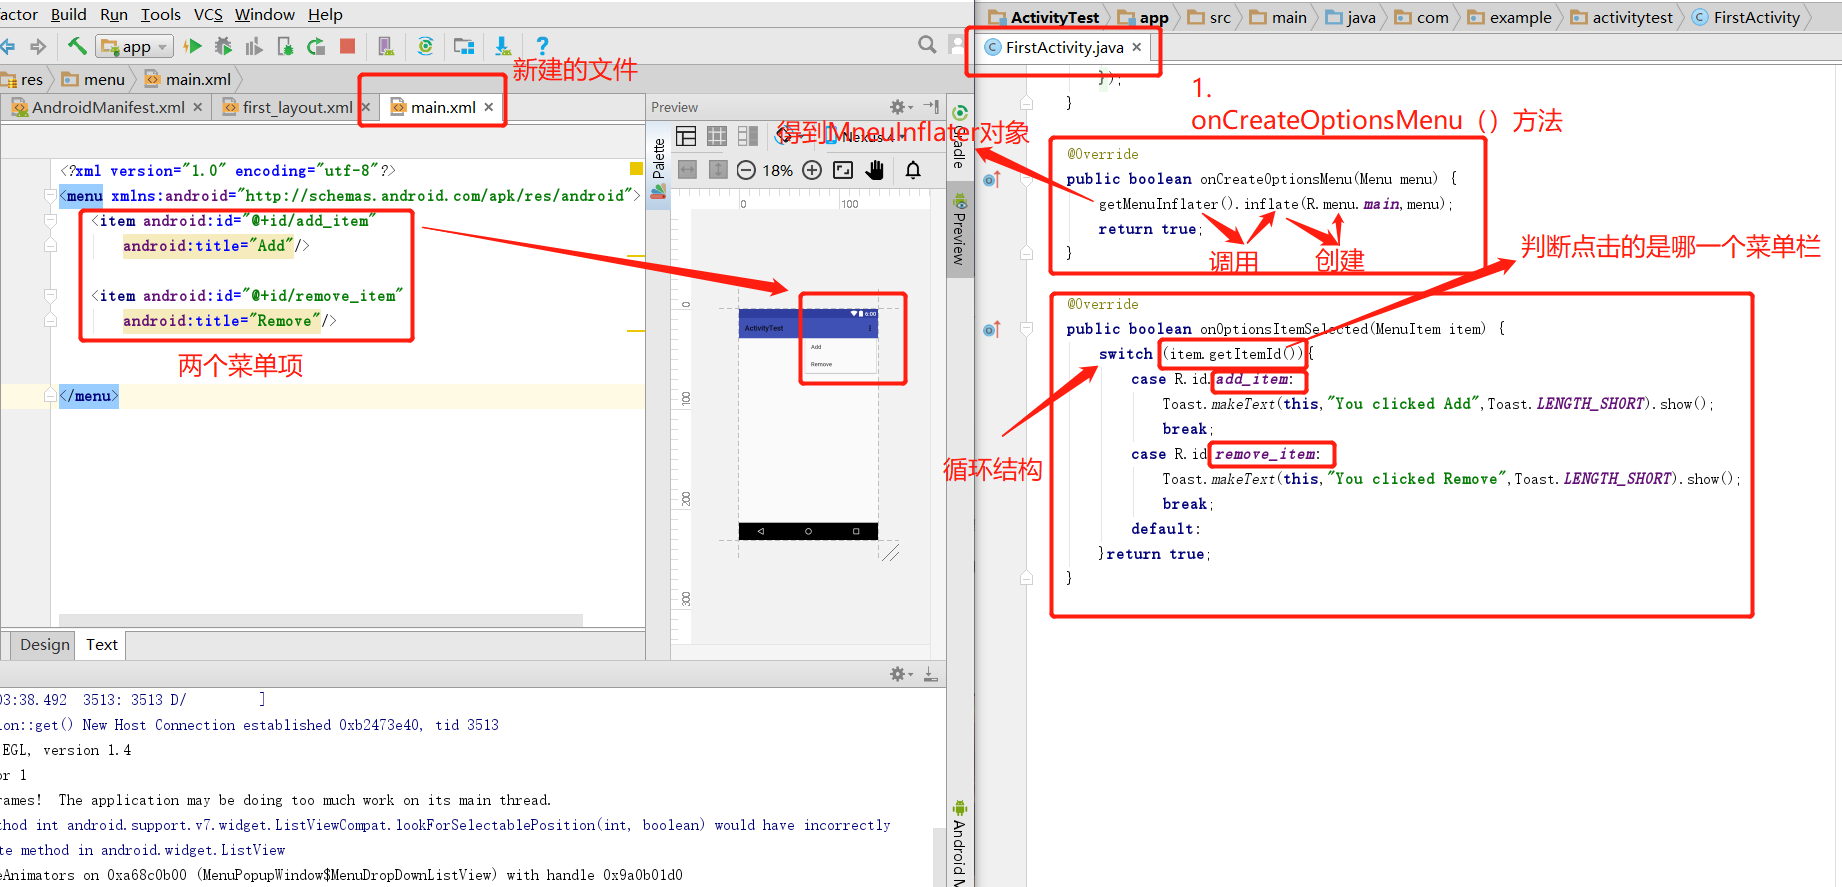 actor Build Run Tools VCS Window Help
app
res menu main.xml
新建的文件
AndroidManifest.xml first_layout.xml main.xml
<?xml version="1.0" encoding="utf-8"?>
<menu xmlns:android="http://schemas.android.com/apk/res/android">
<item android:id="@+id/add_item"
android:title="Add"/>
<item android:id="@+id/remove_item"
android:title="Remove"/>
两个菜单项
</menu>
Design Text
Preview
Palette
得到MneuInflater对象
Nexus 4
18%
0 100
0
100
200
300
6:00
ActivityTest
Add
Remove
Gradle
Preview
Android M
03:38.492 3513: 3513 D/ ]
ion::get() New Host Connection established 0xb2473e40, tid 3513
EGL, version 1.4
or 1
rames! The application may be doing too much work on its main thread.
thod int android.support.v7.widget.ListViewCompat.lookForSelectablePosition(int, boolean) would have incorrectly
te method in android.widget.ListView
eAnimators on 0xa68c0b00 (MenuPopupWindow$MenuDropDownListView) with handle 0x9a0b01d0
ActivityTest app src main java com example activitytest FirstActivity
FirstActivity.java
});
}
1.
onCreateOptionsMenu（）方法
@Override
public boolean onCreateOptionsMenu(Menu menu) {
getMenuInflater().inflate(R.menu.main,menu);
return true;
}
调用 创建
判断点击的是哪一个菜单栏
@Override
public boolean onOptionsItemSelected(MenuItem item) {
switch (item.getItemId()){
case R.id.add_item:
Toast.makeText(this,"You clicked Add",Toast.LENGTH_SHORT).show();
break;
case R.id.remove_item:
Toast.makeText(this,"You clicked Remove",Toast.LENGTH_SHORT).show();
break;
default:
}return true;
}
循环结构